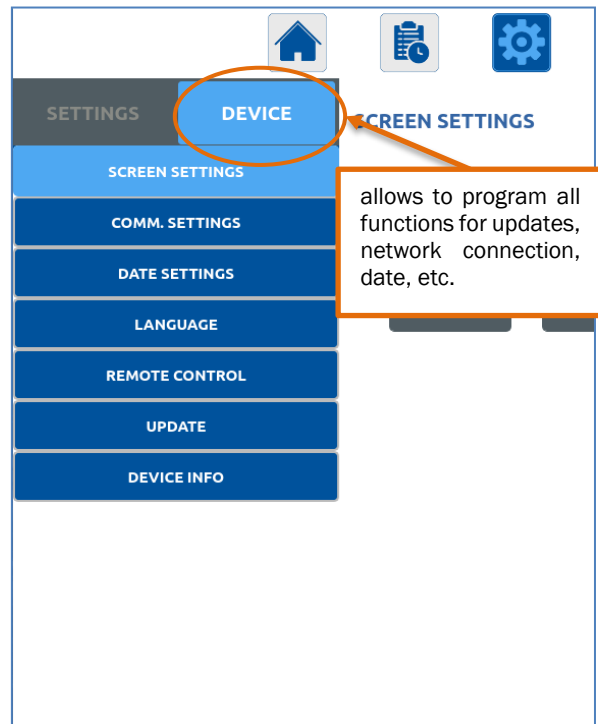 SETTINGS DEVICE
SCREEN SETTINGS
SCREEN SETTINGS
COMM. SETTINGS
DATE SETTINGS
LANGUAGE
REMOTE CONTROL
UPDATE
DEVICE INFO
allows to program all
functions for updates,
network connection,
date, etc.